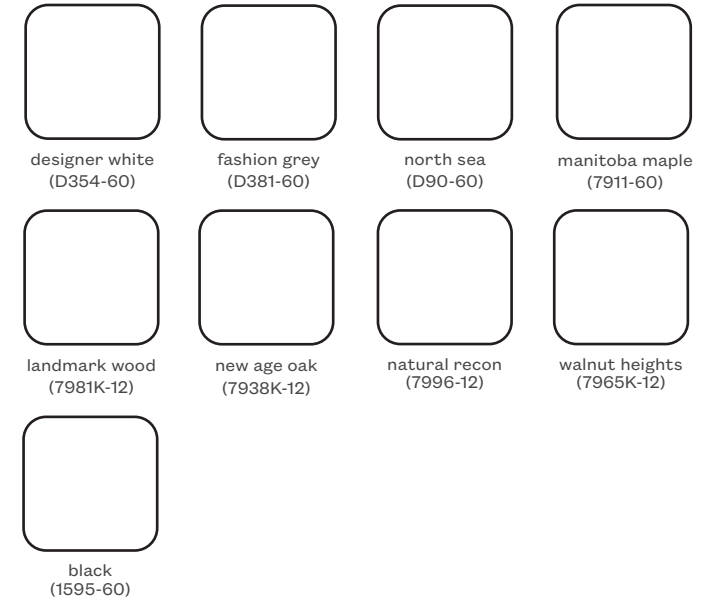 designer white
(D354-60)
fashion grey
(D381-60)
north sea
(D90-60)
manitoba maple
(7911-60)
landmark wood
(7981K-12)
new age oak
(7938K-12)
natural recon
(7996-12)
walnut heights
(7965K-12)
black
(1595-60)